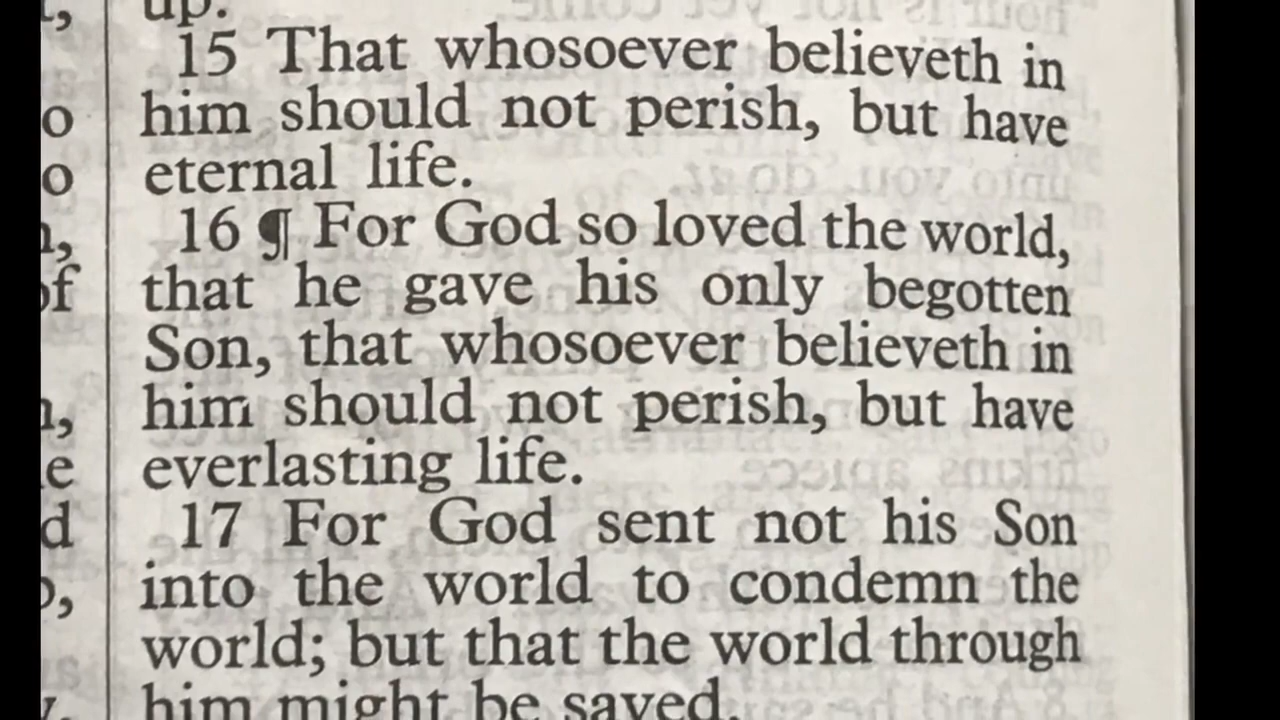 up.
15 That whosoever believeth in
him should not perish, but have
eternal life.
16 ¶ For God so loved the world,
that he gave his only begotten
Son, that whosoever believeth in
him should not perish, but have
everlasting life.
17 For God sent not his Son
into the world to condemn the
world; but that the world through
him might be saved.